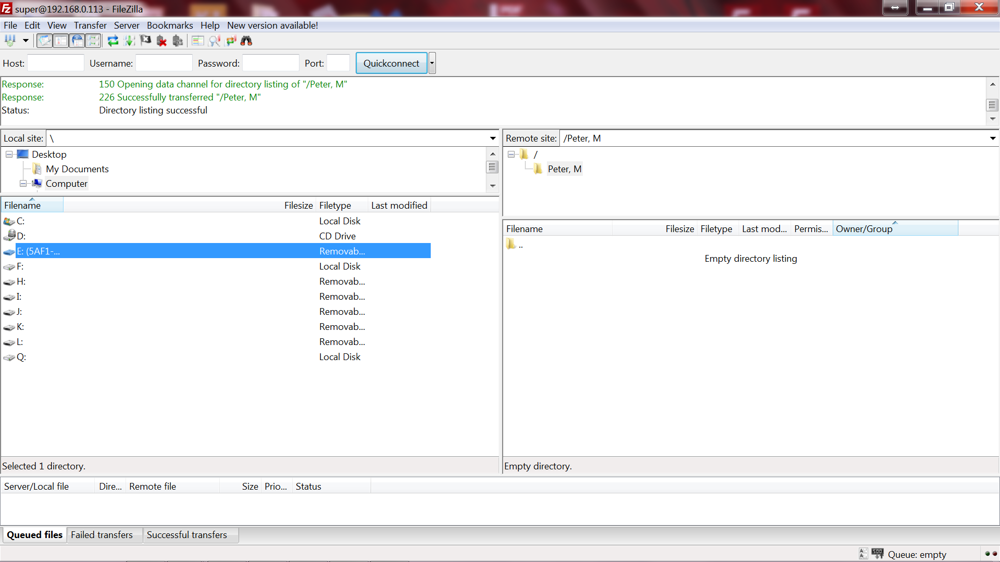 super@192.168.0.113 - FileZilla
File Edit View Transfer Server Bookmarks Help New version available!
Host: Username: Password: Port: Quickconnect
Response: 150 Opening data channel for directory listing of "/Peter, M"
Response: 226 Successfully transferred "/Peter, M"
Status: Directory listing successful
Local site: \
Desktop
My Documents
Computer
Filename Filesize Filetype Last modified
C: Local Disk
D: CD Drive
E: (5AF1-... Removab...
F: Local Disk
H: Removab...
I: Removab...
J: Removab...
K: Removab...
L: Removab...
Q: Local Disk
Selected 1 directory.
Remote site: /Peter, M
/
Peter, M
Filename Filesize Filetype Last mod... Permis... Owner/Group
..
Empty directory listing
Empty directory.
Server/Local file Dire... Remote file Size Prio... Status
Queued files Failed transfers Successful transfers
Queue: empty